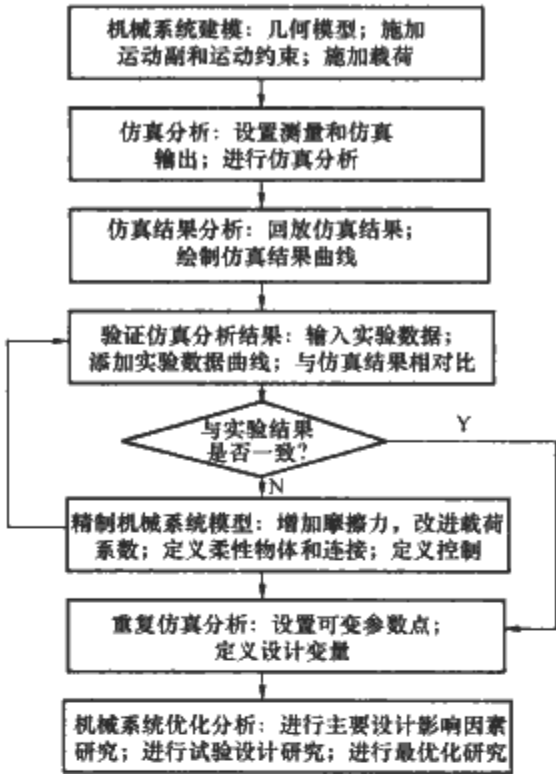 机械系统建模：几何模型；施加
运动副和运动约束；施加载荷
仿真分析：设置测量和仿真
输出；进行仿真分析
仿真结果分析：回放仿真结果；
绘制仿真结果曲线
验证仿真分析结果：输入实验数据；
添加实验数据曲线；与仿真结果相对比
与实验结果
是否一致？
Y
N
精制机械系统模型：增加摩擦力，改进载荷
系数；定义柔性物体和连接；定义控制
重复仿真分析：设置可变参数点；
定义设计变量
机械系统优化分析：进行主要设计影响因素
研究；进行试验设计研究；进行最优化研究